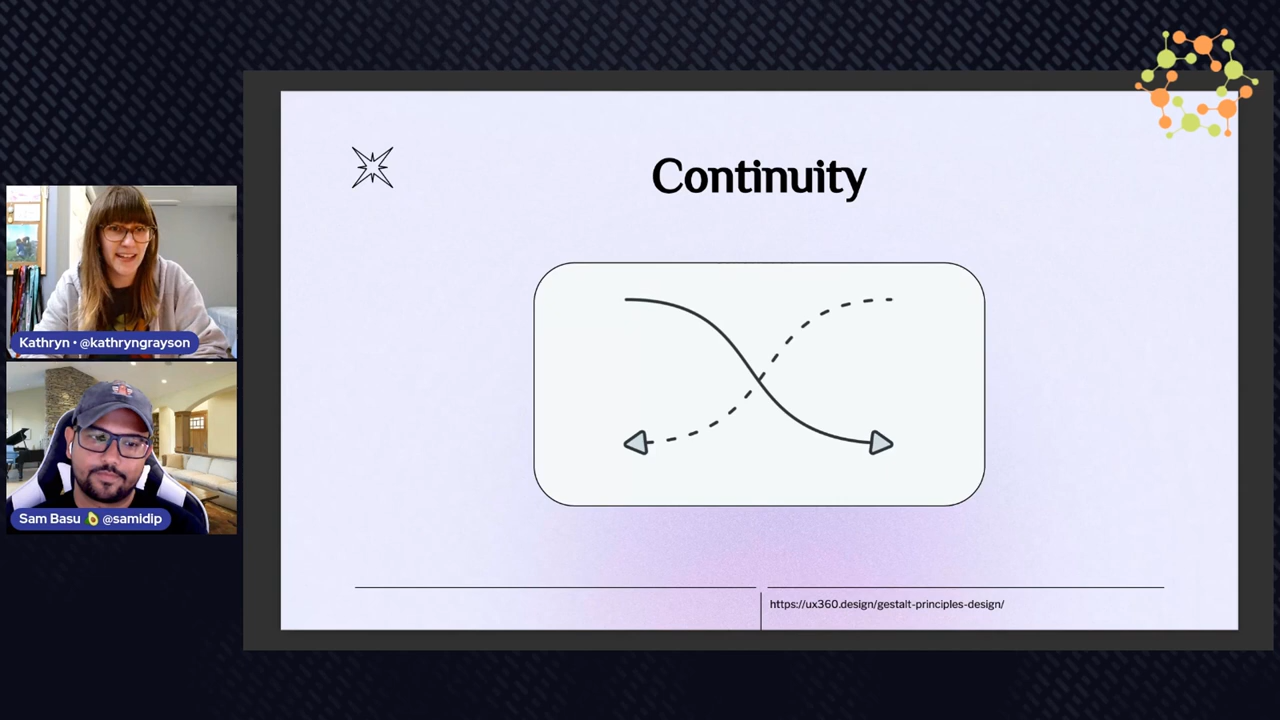 Continuity
Kathryn • @kathryngrayson
Sam Basu 🥑 @samidip
https://ux360.design/gestalt-principles-design/